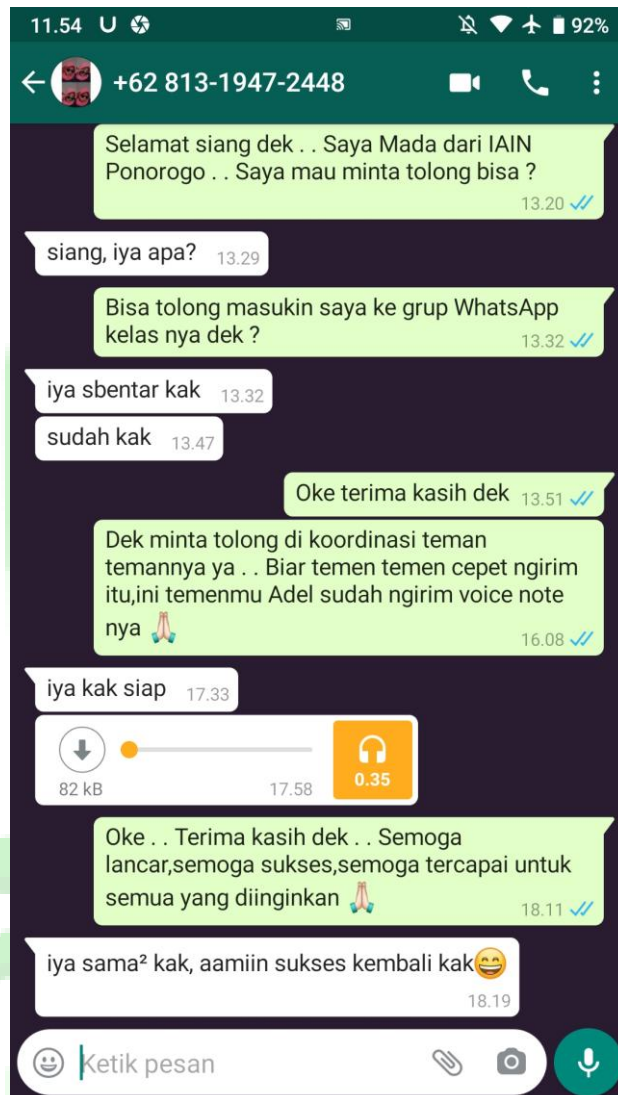 11.54 U 92%
+62 813-1947-2448
Selamat siang dek . . Saya Mada dari IAIN
Ponorogo . . Saya mau minta tolong bisa ?
13.20
siang, iya apa? 13.29
Bisa tolong masukin saya ke grup WhatsApp
kelas nya dek ?
13.32
iya sbentar kak 13.32
sudah kak 13.47
Oke terima kasih dek 13.51
Dek minta tolong di koordinasi teman
temannya ya . . Biar temen temen cepet ngirim
itu,ini temenmu Adel sudah ngirim voice note
nya 🙏
16.08
iya kak siap 17.33
82 kB 17.58 0.35
Oke . . Terima kasih dek . . Semoga
lancar,semoga sukses,semoga tercapai untuk
semua yang diinginkan 🙏
18.11
iya sama² kak, aamiin sukses kembali kak😄
18.19
Ketik pesan